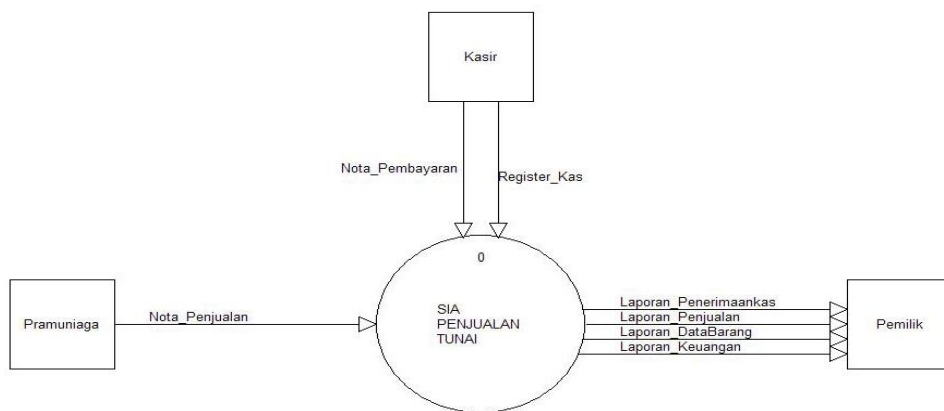 Kasir
Nota_Pembayaran
Register_Kas
0
SIA
PENJUALAN
TUNAI
Pramuniaga
Nota_Penjualan
Laporan_Penerimaankas
Laporan_Penjualan
Laporan_DataBarang
Laporan_Keuangan
Pemilik